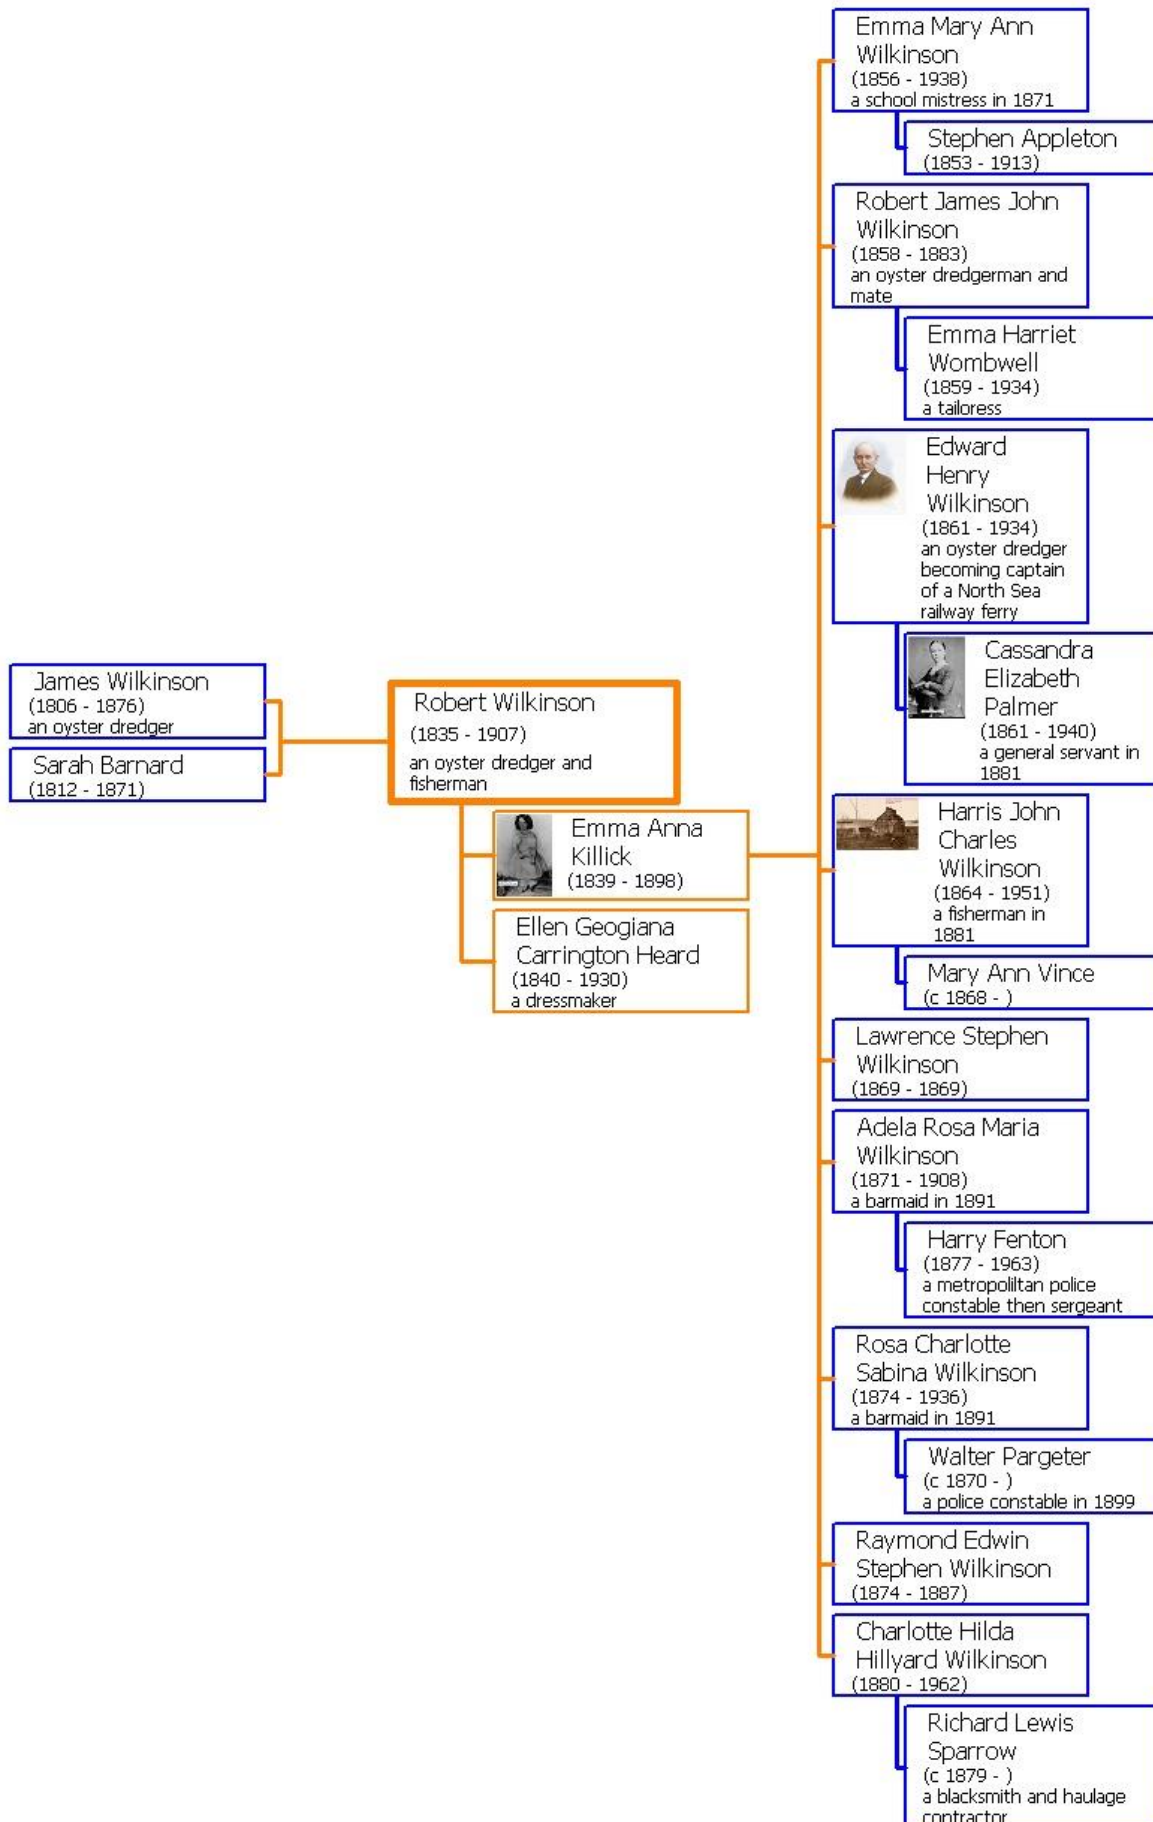 Emma Mary Ann
Wilkinson
(1856 - 1938)
a school mistress in 1871
Stephen Appleton
(1853 - 1913)
Robert James John
Wilkinson
(1858 - 1883)
an oyster dredgerman and
mate
Emma Harriet
Wombwell
(1859 - 1934)
a tailoress
Edward
Henry
Wilkinson
(1861 - 1934)
an oyster dredger
becoming captain
of a North Sea
railway ferry
Cassandra
Elizabeth
Palmer
(1861 - 1940)
a general servant in
1881
James Wilkinson
(1806 - 1876)
an oyster dredger
Sarah Barnard
(1812 - 1871)
Robert Wilkinson
(1835 - 1907)
an oyster dredger and
fisherman
Emma Anna
Killick
(1839 - 1898)
Ellen Geogiana
Carrington Heard
(1840 - 1930)
a dressmaker
Harris John
Charles
Wilkinson
(1864 - 1951)
a fisherman in
1881
Mary Ann Vince
(c 1868 - )
Lawrence Stephen
Wilkinson
(1869 - 1869)
Adela Rosa Maria
Wilkinson
(1871 - 1908)
a barmaid in 1891
Harry Fenton
(1877 - 1963)
a metropoliltan police
constable then sergeant
Rosa Charlotte
Sabina Wilkinson
(1874 - 1936)
a barmaid in 1891
Walter Pargeter
(c 1870 - )
a police constable in 1899
Raymond Edwin
Stephen Wilkinson
(1874 - 1887)
Charlotte Hilda
Hillyard Wilkinson
(1880 - 1962)
Richard Lewis
Sparrow
(c 1879 - )
a blacksmith and haulage
contractor